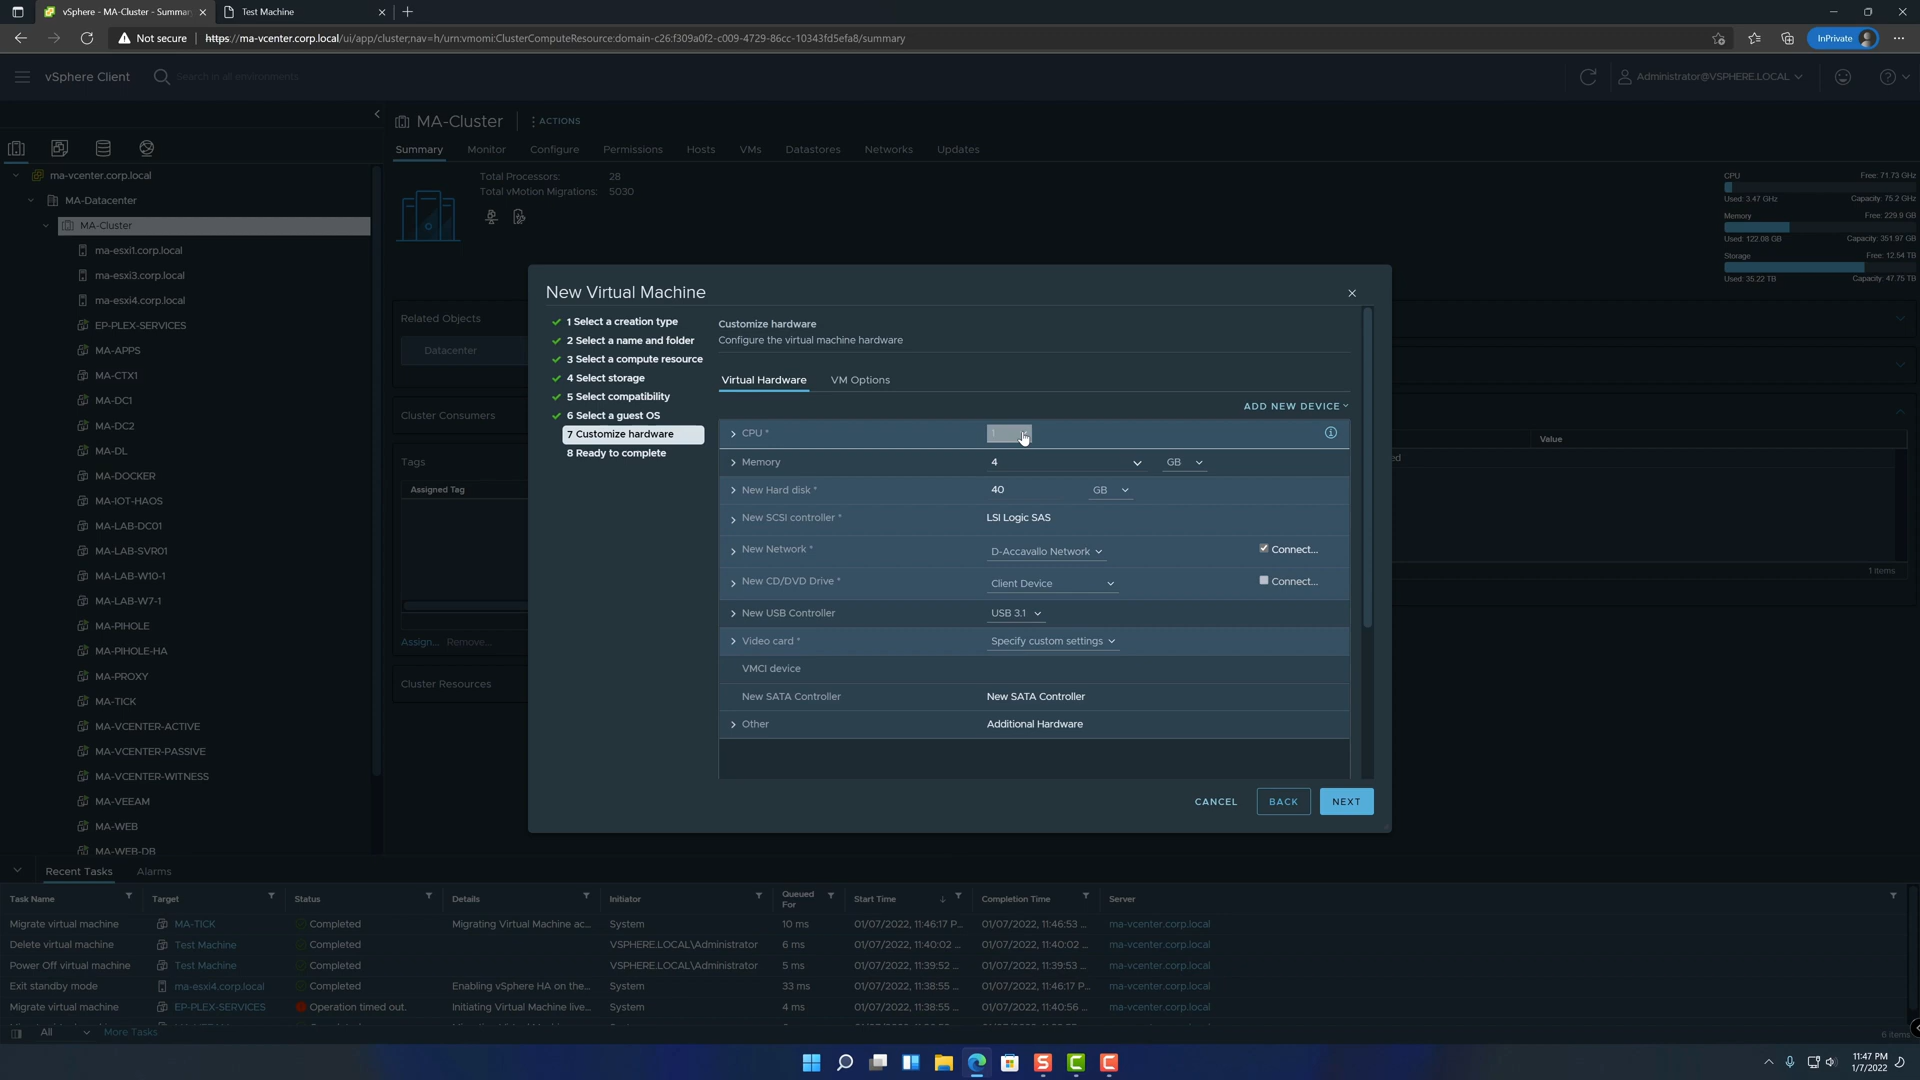 vSphere - MA-Cluster - Summar
Test Machine
Not secure
https://ma-vcenter.corp.local/ui/app/cluster;nav=h/urn:vmomi:ClusterComputeResource:domain-c26:f309a0f2-c009-4729-86cc-10343fd5efa8/summary
InPrivate
vSphere Client
Search in all environments
Administrator@VSPHERE.LOCAL
MA-Cluster
ACTIONS
Summary
Monitor
Configure
Permissions
Hosts
VMs
Datastores
Networks
Updates
ma-vcenter.corp.local
MA-Datacenter
MA-Cluster
ma-esxi1.corp.local
ma-esxi3.corp.local
ma-esxi4.corp.local
EP-PLEX-SERVICES
MA-APPS
MA-CTX1
MA-DC1
MA-DC2
MA-DL
MA-DOCKER
MA-IOT-HAOS
MA-LAB-DC01
MA-LAB-SVR01
MA-LAB-W10-1
MA-LAB-W7-1
MA-PIHOLE
MA-PIHOLE-HA
MA-PROXY
MA-TICK
MA-VCENTER-ACTIVE
MA-VCENTER-PASSIVE
MA-VCENTER-WITNESS
MA-VEEAM
MA-WEB
MA-WEB-DB
Total Processors: 28
Total vMotion Migrations: 5030
CPU Free: 71.73 GHz
Used: 3.47 GHz Capacity: 75.2 GHz
Memory Free: 229.9 GB
Used: 122.08 GB Capacity: 351.97 GB
Storage Free: 12.54 TB
Used: 35.22 TB Capacity: 47.75 TB
Related Objects
Datacenter
Cluster Consumers
Tags
Assigned Tag
Assign... Remove...
Cluster Resources
Value
1 items
New Virtual Machine
1 Select a creation type
2 Select a name and folder
3 Select a compute resource
4 Select storage
5 Select compatibility
6 Select a guest OS
7 Customize hardware
8 Ready to complete
Customize hardware
Configure the virtual machine hardware
Virtual Hardware
VM Options
ADD NEW DEVICE
CPU * 1
Memory 4 GB
New Hard disk * 40 GB
New SCSI controller * LSI Logic SAS
New Network * D-Accavallo Network Connect...
New CD/DVD Drive * Client Device Connect...
New USB Controller USB 3.1
Video card * Specify custom settings
VMCI device
New SATA Controller New SATA Controller
Other Additional Hardware
CANCEL
BACK
NEXT
Recent Tasks
Alarms
Task Name Target Status Details Initiator Queued For Start Time Completion Time Server
Migrate virtual machine MA-TICK Completed Migrating Virtual Machine ac... System 10 ms 01/07/2022, 11:46:17 P... 01/07/2022, 11:46:53 ... ma-vcenter.corp.local
Delete virtual machine Test Machine Completed VSPHERE.LOCAL\Administrator 6 ms 01/07/2022, 11:40:02 ... 01/07/2022, 11:40:02 ... ma-vcenter.corp.local
Power Off virtual machine Test Machine Completed VSPHERE.LOCAL\Administrator 5 ms 01/07/2022, 11:39:52 ... 01/07/2022, 11:39:53 ... ma-vcenter.corp.local
Exit standby mode ma-esxi4.corp.local Completed Enabling vSphere HA on the... System 33 ms 01/07/2022, 11:38:55 ... 01/07/2022, 11:46:17 P... ma-vcenter.corp.local
Migrate virtual machine EP-PLEX-SERVICES Operation timed out. Initiating Virtual Machine live... System 4 ms 01/07/2022, 11:38:55 ... 01/07/2022, 11:40:56 ... ma-vcenter.corp.local
All
More Tasks
6 items
11:47 PM
1/7/2022